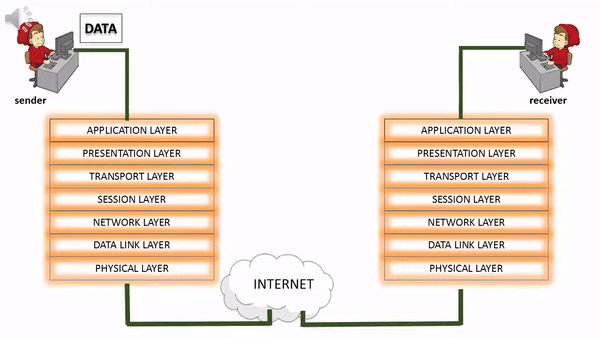 DATA
sender
receiver
APPLICATION LAYER
PRESENTATION LAYER
TRANSPORT LAYER
SESSION LAYER
NETWORK LAYER
DATA LINK LAYER
PHYSICAL LAYER
APPLICATION LAYER
PRESENTATION LAYER
TRANSPORT LAYER
SESSION LAYER
NETWORK LAYER
DATA LINK LAYER
PHYSICAL LAYER
INTERNET